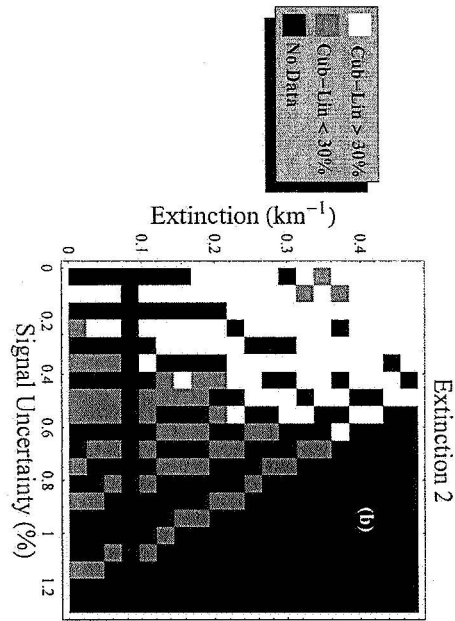 Extinction 2
(b)
Extinction (km⁻¹)
0 0.1 0.2 0.3 0.4
0 0.2 0.4 0.6 0.8 1 1.2
Signal Uncertainty (%)
Cub-Lin > 30%
Cub-Lin < 30%
No Data